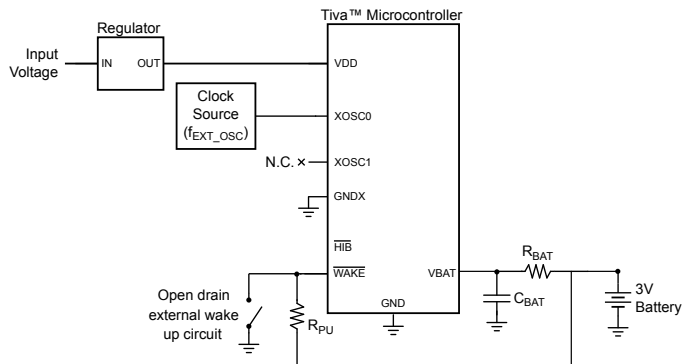 Tiva™ Microcontroller
Regulator
Input
Voltage
IN OUT
VDD
Clock
Source
(fEXT_OSC)
XOSC0
N.C.
XOSC1
GNDX
HIB
WAKE
VBAT
RBAT
Open drain
external wake
up circuit
RPU
GND
CBAT
3V
Battery